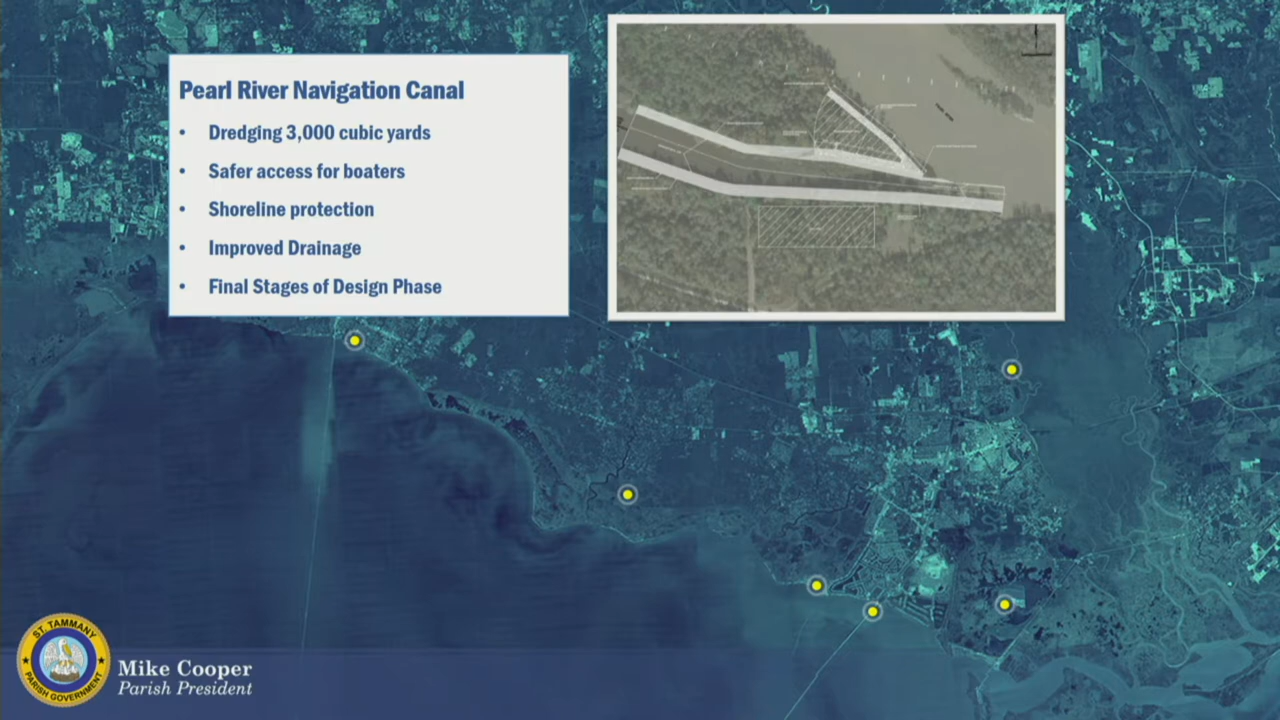 Pearl River Navigation Canal
• Dredging 3,000 cubic yards
• Safer access for boaters
• Shoreline protection
• Improved Drainage
• Final Stages of Design Phase
ST. TAMMANY
PARISH GOVERNMENT
Mike Cooper
Parish President